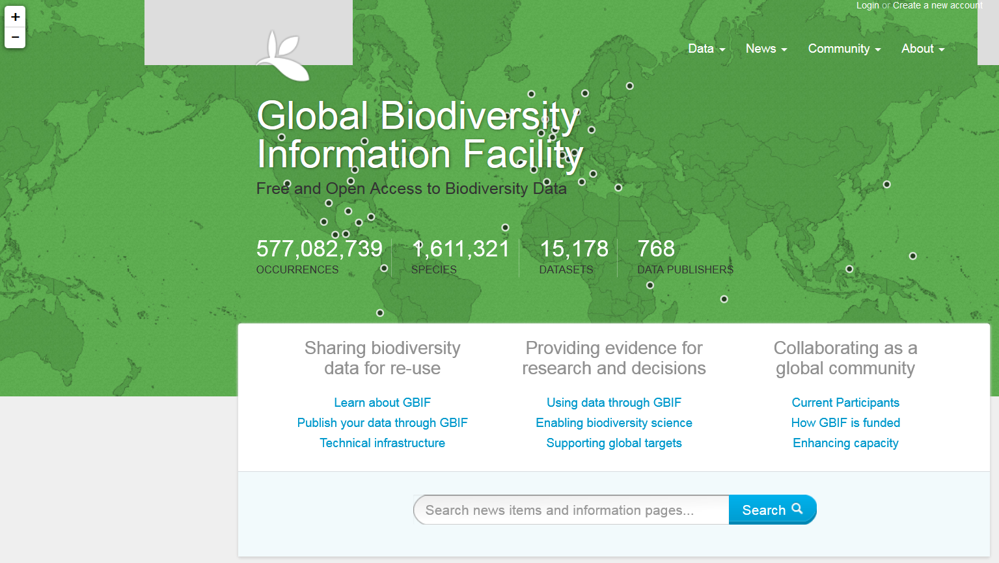 +
−
Login or Create a new account
Data News Community About
Global Biodiversity
Information Facility
Free and Open Access to Biodiversity Data
577,082,739 1,611,321 15,178 768
OCCURRENCES SPECIES DATASETS DATA PUBLISHERS
Sharing biodiversity
data for re-use
Learn about GBIF
Publish your data through GBIF
Technical infrastructure
Providing evidence for
research and decisions
Using data through GBIF
Enabling biodiversity science
Supporting global targets
Collaborating as a
global community
Current Participants
How GBIF is funded
Enhancing capacity
Search news items and information pages... Search